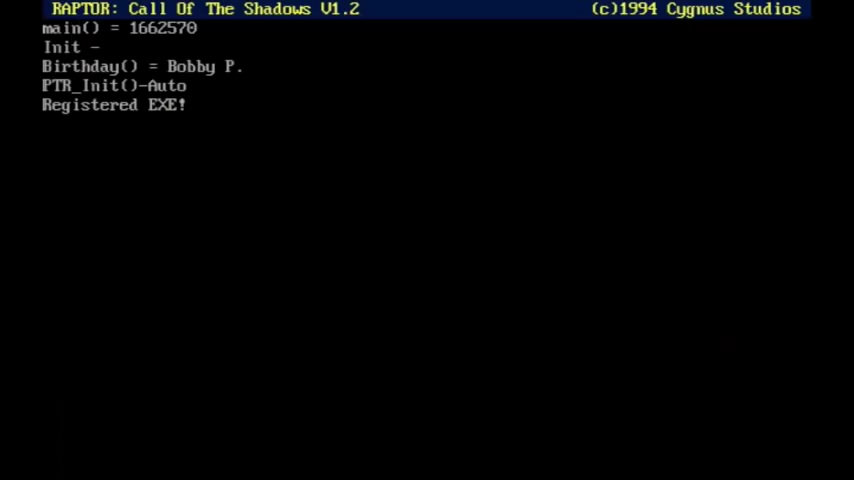 RAPTOR: Call Of The Shadows V1.2 (c)1994 Cygnus Studios
main() = 1662570
Init -
Birthday() = Bobby P.
PTR_Init()-Auto
Registered EXE!